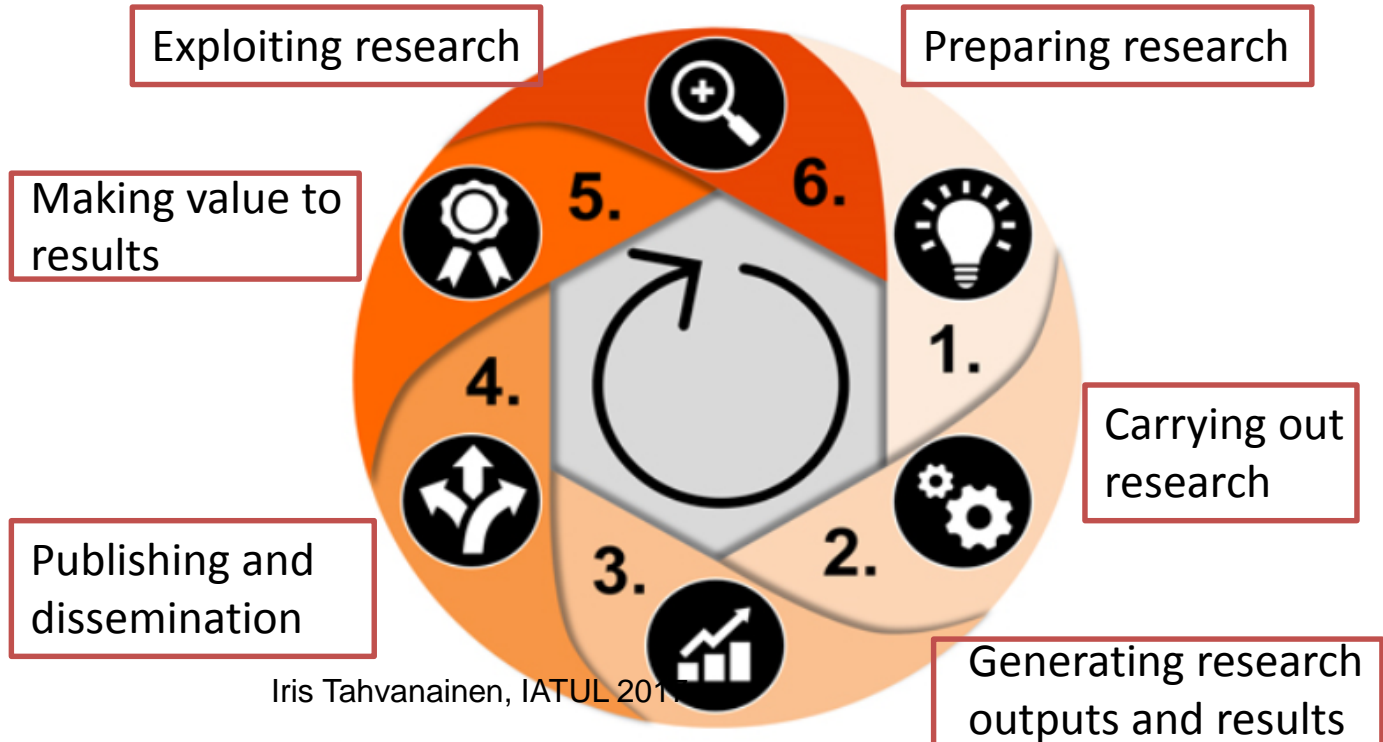 Exploiting research
Preparing research
6.
5.
Making value to
results
1.
4.
Carrying out
research
2.
3.
Publishing and
dissemination
Generating research
outputs and results
Iris Tahvanainen, IATUL 2017